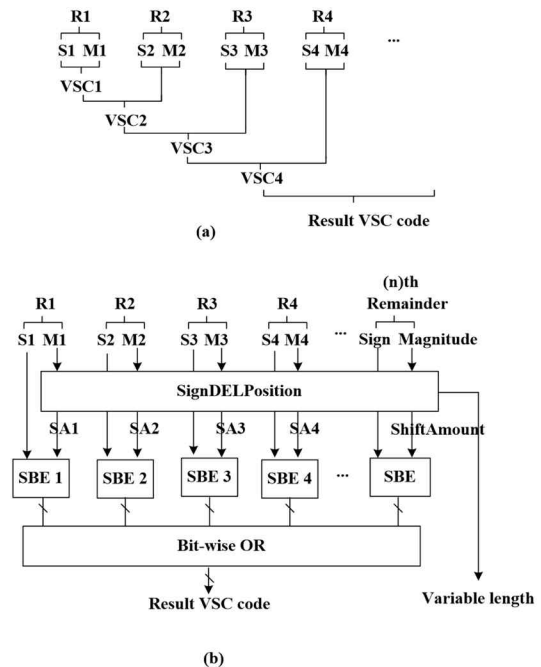 R1 R2 R3 R4
S1 M1 S2 M2 S3 M3 S4 M4 ...
VSC1
VSC2
VSC3
VSC4
Result VSC code
(a)
(n)th
R1 R2 R3 R4 Remainder
S1 M1 S2 M2 S3 M3 S4 M4 ... Sign Magnitude
SignDELPosition
SA1 SA2 SA3 SA4 ShiftAmount
SBE 1 SBE 2 SBE 3 SBE 4 ... SBE
Bit-wise OR
Result VSC code Variable length
(b)